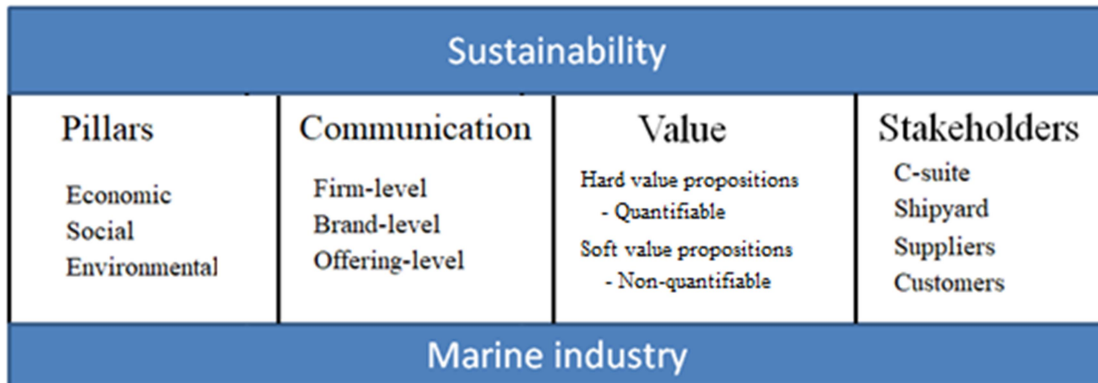 Sustainability
Pillars
Economic
Social
Environmental
Communication
Firm-level
Brand-level
Offering-level
Value
Hard value propositions
- Quantifiable
Soft value propositions
- Non-quantifiable
Stakeholders
C-suite
Shipyard
Suppliers
Customers
Marine industry